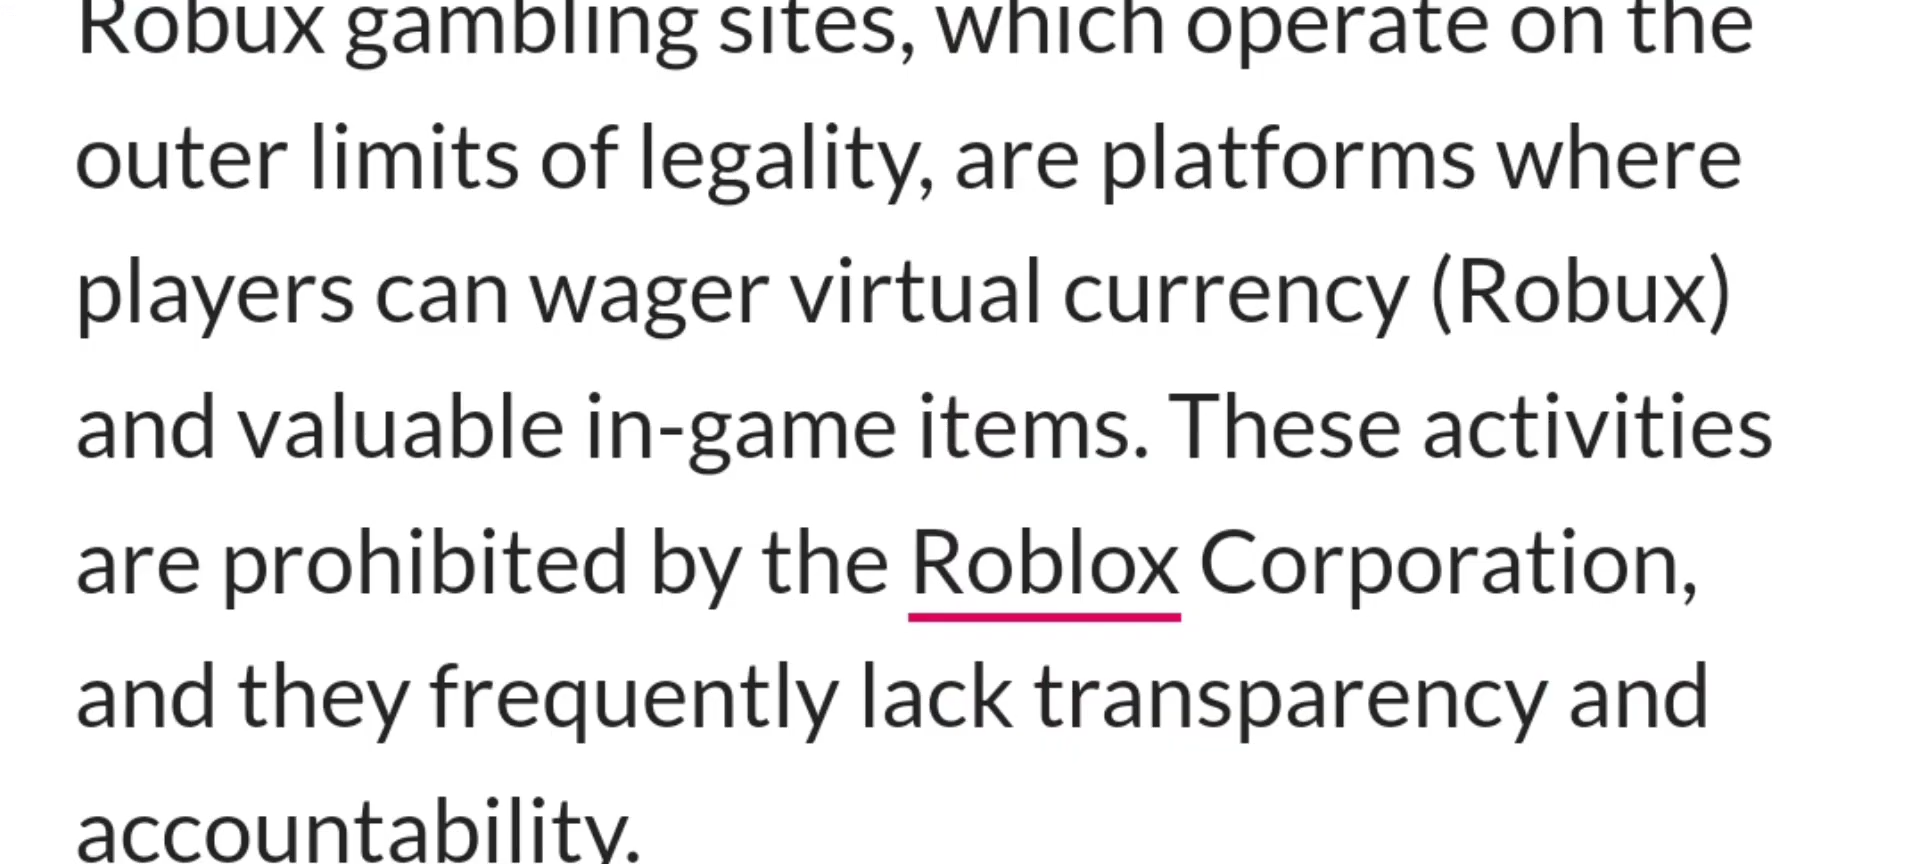 Robux gambling sites, which operate on the
outer limits of legality, are platforms where
players can wager virtual currency (Robux)
and valuable in-game items. These activities
are prohibited by the Roblox Corporation,
and they frequently lack transparency and
accountability.